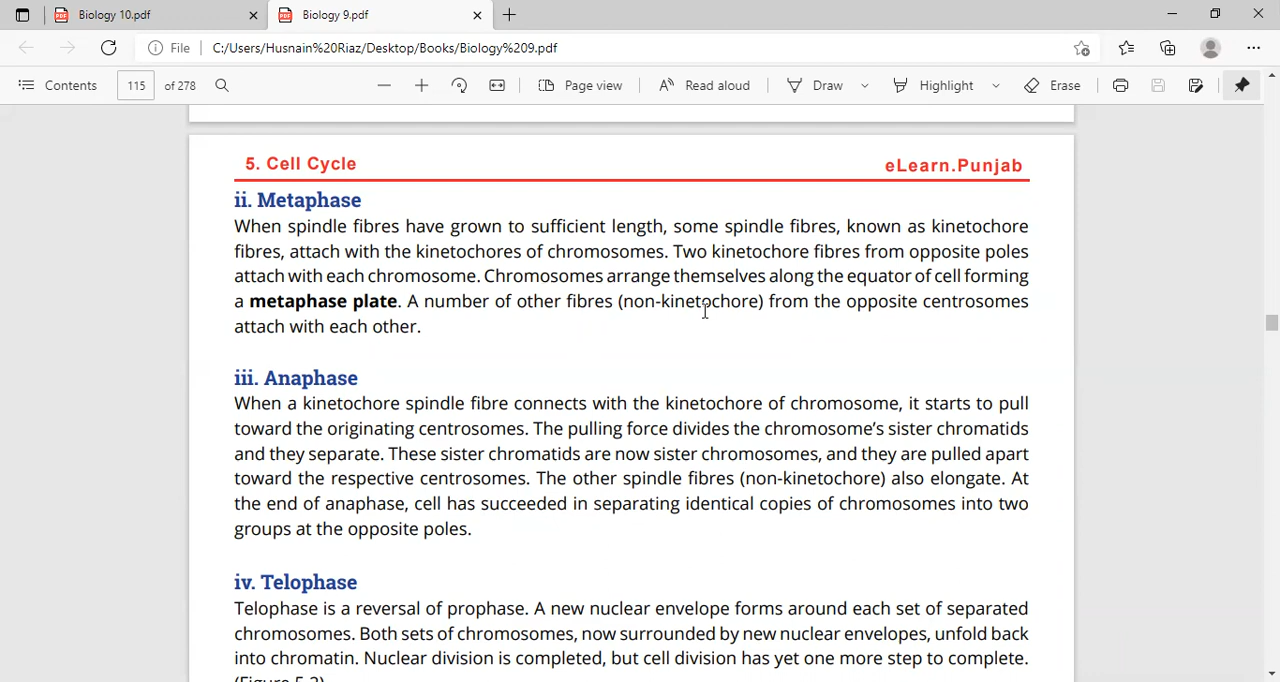 Biology 10.pdf
Biology 9.pdf
File
C:/Users/Husnain%20Riaz/Desktop/Books/Biology%209.pdf
Contents
115
of 278
Page view
Read aloud
Draw
Highlight
Erase
5. Cell Cycle
eLearn.Punjab
ii. Metaphase
When spindle fibres have grown to sufficient length, some spindle fibres, known as kinetochore
fibres, attach with the kinetochores of chromosomes. Two kinetochore fibres from opposite poles
attach with each chromosome. Chromosomes arrange themselves along the equator of cell forming
a metaphase plate. A number of other fibres (non-kinetochore) from the opposite centrosomes
attach with each other.
iii. Anaphase
When a kinetochore spindle fibre connects with the kinetochore of chromosome, it starts to pull
toward the originating centrosomes. The pulling force divides the chromosome's sister chromatids
and they separate. These sister chromatids are now sister chromosomes, and they are pulled apart
toward the respective centrosomes. The other spindle fibres (non-kinetochore) also elongate. At
the end of anaphase, cell has succeeded in separating identical copies of chromosomes into two
groups at the opposite poles.
iv. Telophase
Telophase is a reversal of prophase. A new nuclear envelope forms around each set of separated
chromosomes. Both sets of chromosomes, now surrounded by new nuclear envelopes, unfold back
into chromatin. Nuclear division is completed, but cell division has yet one more step to complete.
(Figure 5.2)